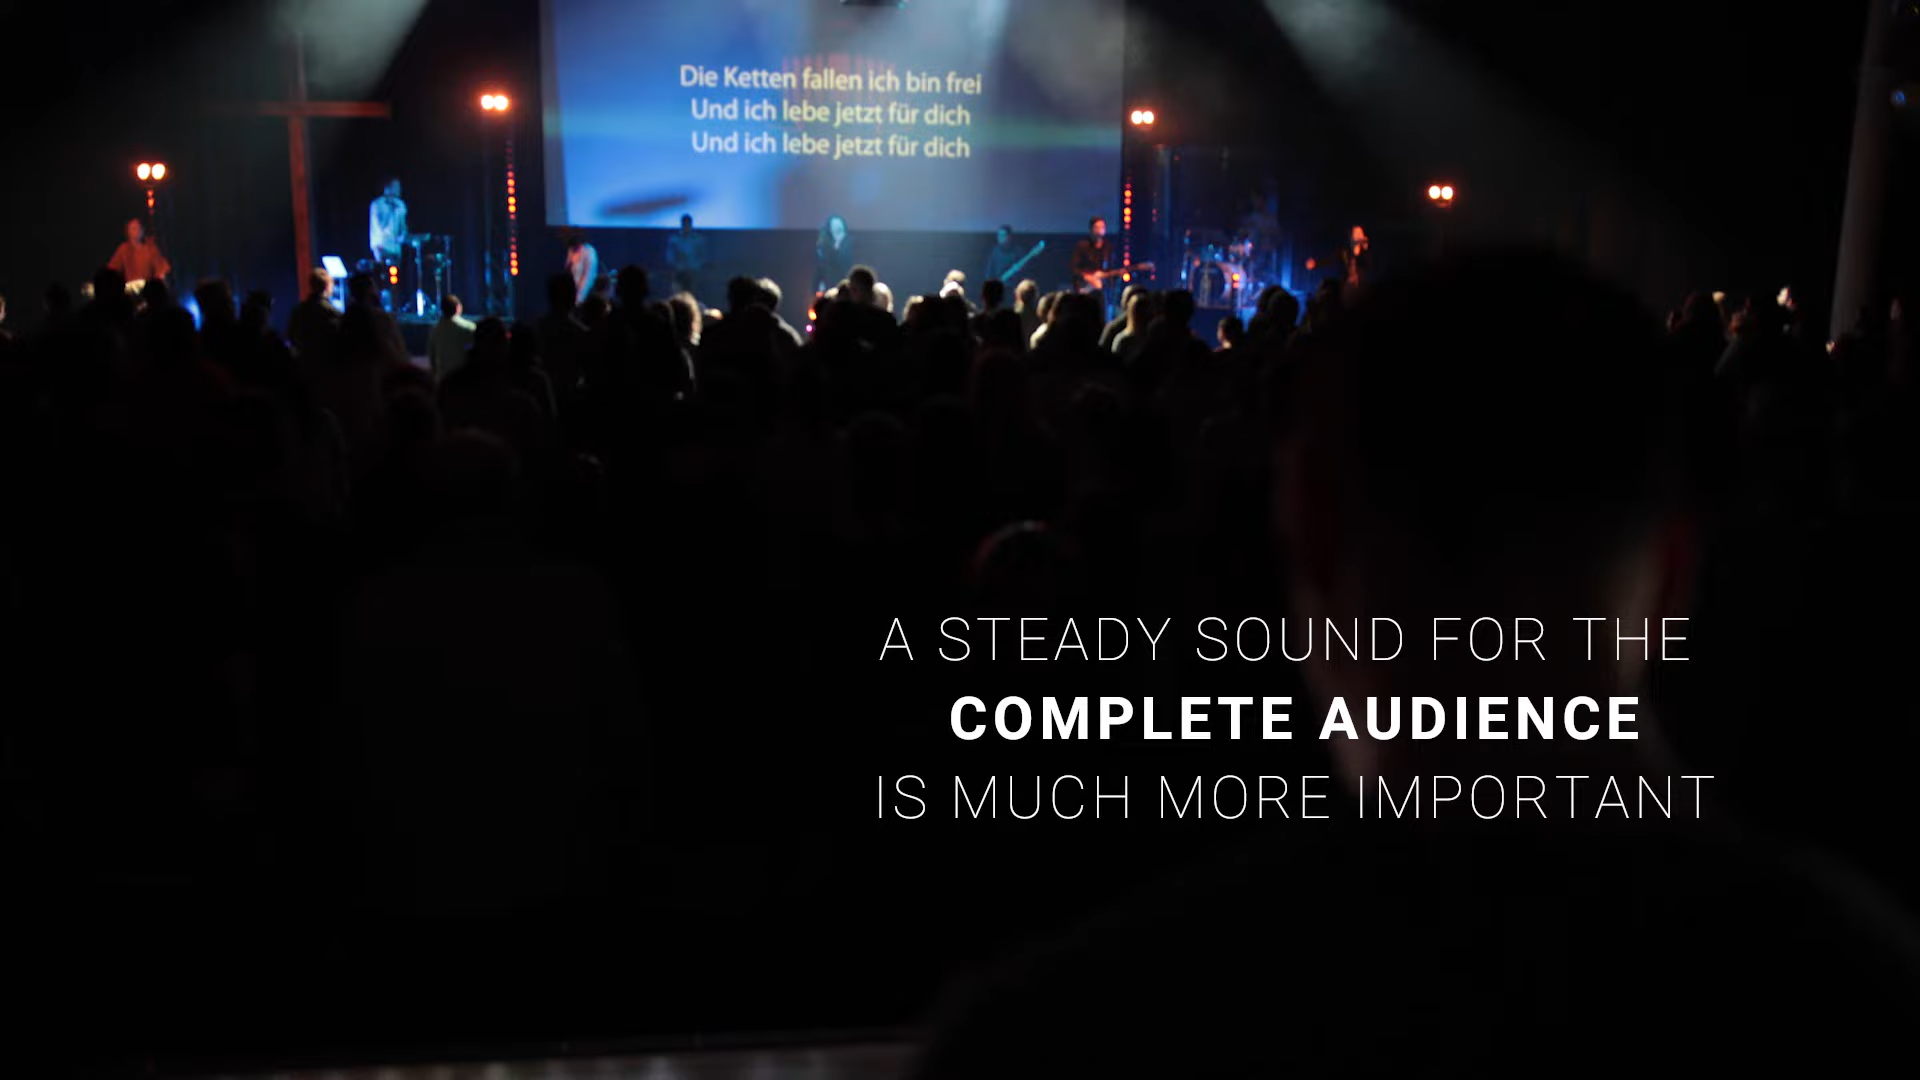 Die Ketten fallen ich bin frei
Und ich lebe jetzt für dich
Und ich lebe jetzt für dich
A STEADY SOUND FOR THE
COMPLETE AUDIENCE
IS MUCH MORE IMPORTANT